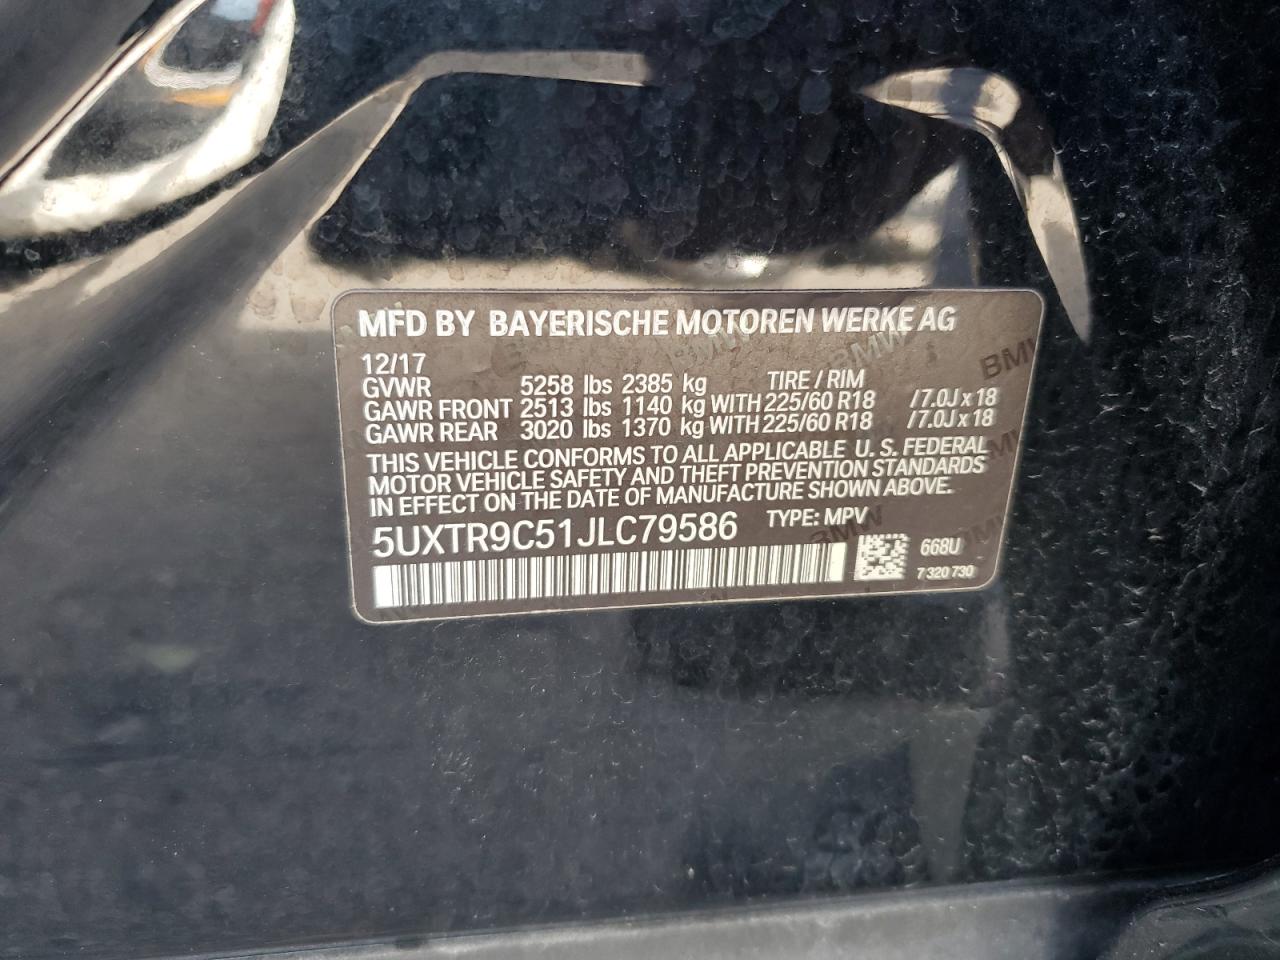 MFD BY BAYERISCHE MOTOREN WERKE AG
12/17
GVWR 5258 lbs 2385 kg TIRE / RIM
GAWR FRONT 2513 lbs 1140 kg WITH 225/60 R18 /7.0J x 18
GAWR REAR 3020 lbs 1370 kg WITH 225/60 R18 /7.0J x 18
THIS VEHICLE CONFORMS TO ALL APPLICABLE U. S. FEDERAL
MOTOR VEHICLE SAFETY AND THEFT PREVENTION STANDARDS
IN EFFECT ON THE DATE OF MANUFACTURE SHOWN ABOVE.
5UXTR9C51JLC79586 TYPE: MPV
668U
7 320 730